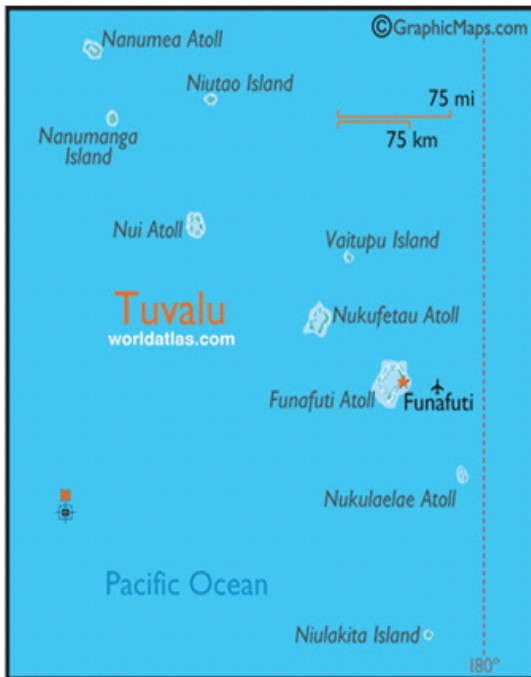 ©GraphicMaps.com
Nanumea Atoll
Niutao Island
75 mi
75 km
Nanumanga
Island
Nui Atoll
Vaitupu Island
Tuvalu
worldatlas.com
Nukufetau Atoll
Funafuti Atoll
Funafuti
Nukulaelae Atoll
Pacific Ocean
Niulakita Island
180°